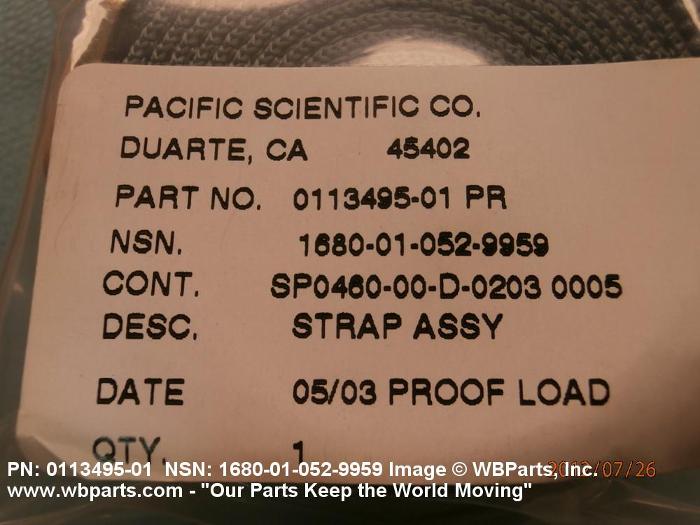 PACIFIC SCIENTIFIC CO.
DUARTE, CA 45402
PART NO. 0113495-01 PR
NSN. 1680-01-052-9959
CONT. SP0460-00-D-0203 0005
DESC. STRAP ASSY
DATE 05/03 PROOF LOAD
QTY. 1
PN: 0113495-01 NSN: 1680-01-052-9959 Image © WBParts, Inc.
www.wbparts.com - "Our Parts Keep the World Moving"